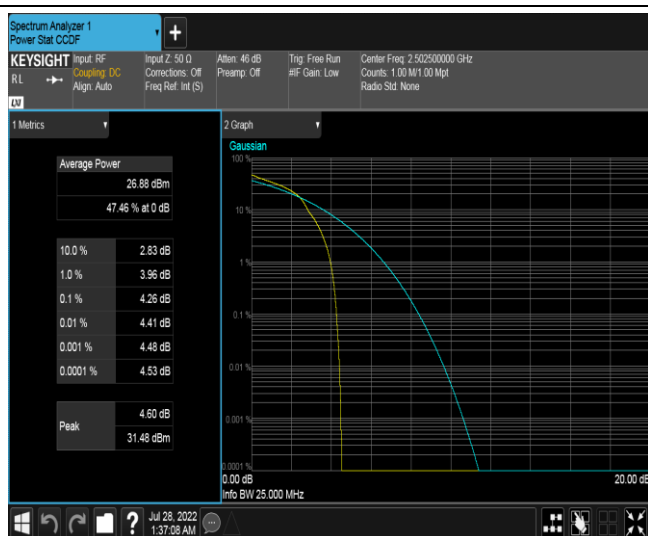 Spectrum Analyzer 1
Power Stat CCDF
KEYSIGHT
Input: RF
Input Z: 50 Ω
Atten: 46 dB
Trig: Free Run
Center Freq: 2.502500000 GHz
RL
Coupling: DC
Corrections: Off
Preamp: Off
#IF Gain: Low
Counts: 1.00 M/1.00 Mpt
Align: Auto
Freq Ref: Int (S)
Radio Std: None
LXI
1 Metrics
2 Graph
Gaussian
Average Power
26.88 dBm
47.46 % at 0 dB
10.0 % 2.83 dB
1.0 % 3.96 dB
0.1 % 4.26 dB
0.01 % 4.41 dB
0.001 % 4.48 dB
0.0001 % 4.53 dB
Peak
4.60 dB
31.48 dBm
100 %
10 %
1 %
0.1 %
0.01 %
0.001 %
0.0001 %
0.00 dB
20.00 dB
Info BW 25.000 MHz
?
Jul 28, 2022
1:37:08 AM